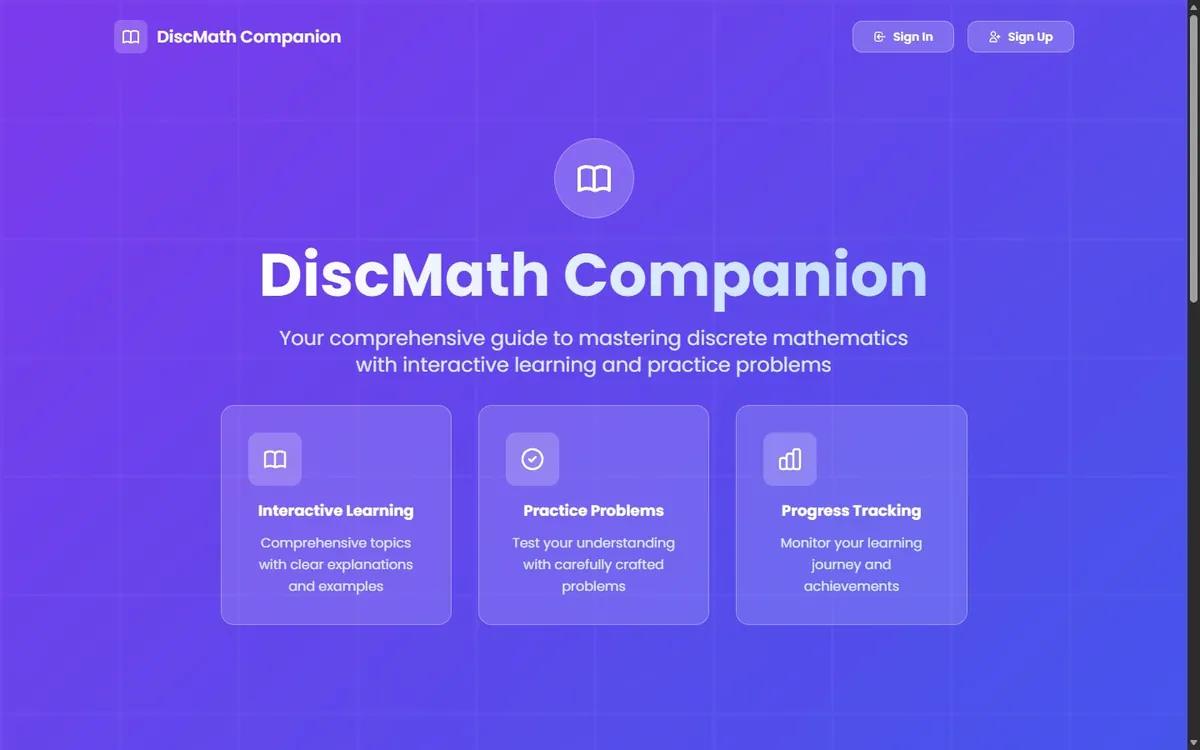 DiscMath Companion
Sign In
Sign Up
DiscMath Companion
Your comprehensive guide to mastering discrete mathematics
with interactive learning and practice problems
Interactive Learning
Comprehensive topics
with clear explanations
and examples
Practice Problems
Test your understanding
with carefully crafted
problems
Progress Tracking
Monitor your learning
journey and
achievements